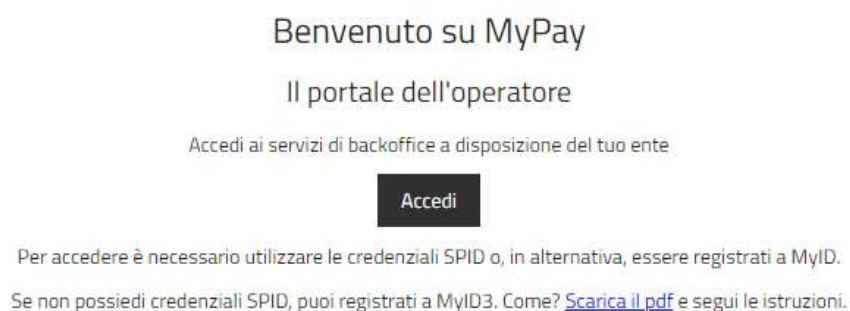 Benvenuto su MyPay
Il portale dell'operatore
Accedi ai servizi di backoffice a disposizione del tuo ente
Accedi
Per accedere è necessario utilizzare le credenziali SPID o, in alternativa, essere registrati a MyID.
Se non possiedi credenziali SPID, puoi registrati a MyID3. Come? Scarica il pdf e segui le istruzioni.